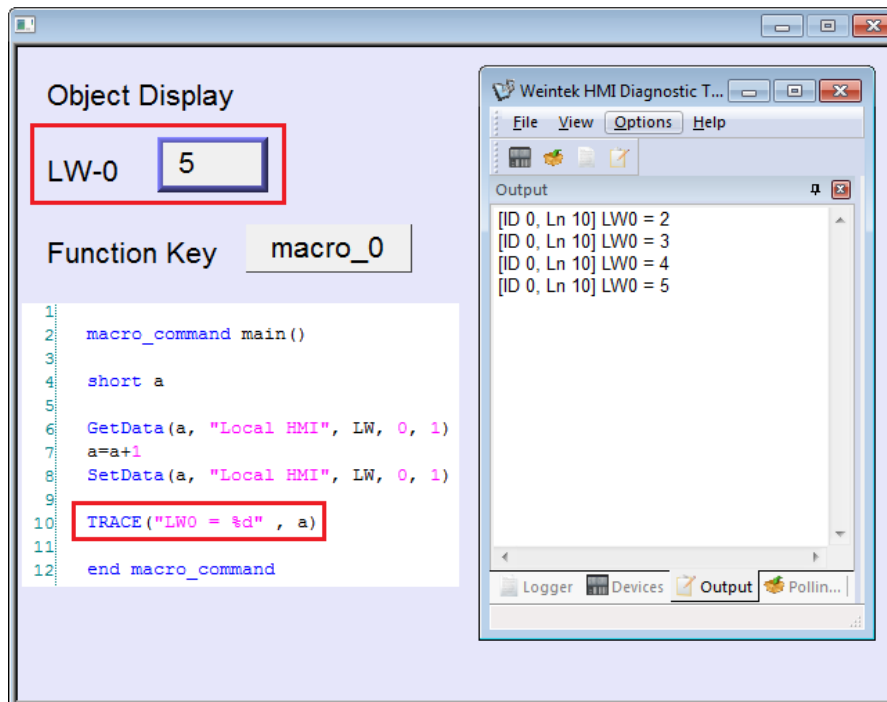 Object Display
LW-0 5
Function Key macro_0
1
2 macro_command main()
3
4 short a
5
6 GetData(a, "Local HMI", LW, 0, 1)
7 a=a+1
8 SetData(a, "Local HMI", LW, 0, 1)
9
10 TRACE("LW0 = %d" , a)
11
12 end macro_command
Weintek HMI Diagnostic T...
File View Options Help
Output
[ID 0, Ln 10] LW0 = 2
[ID 0, Ln 10] LW0 = 3
[ID 0, Ln 10] LW0 = 4
[ID 0, Ln 10] LW0 = 5
Logger Devices Output Pollin...